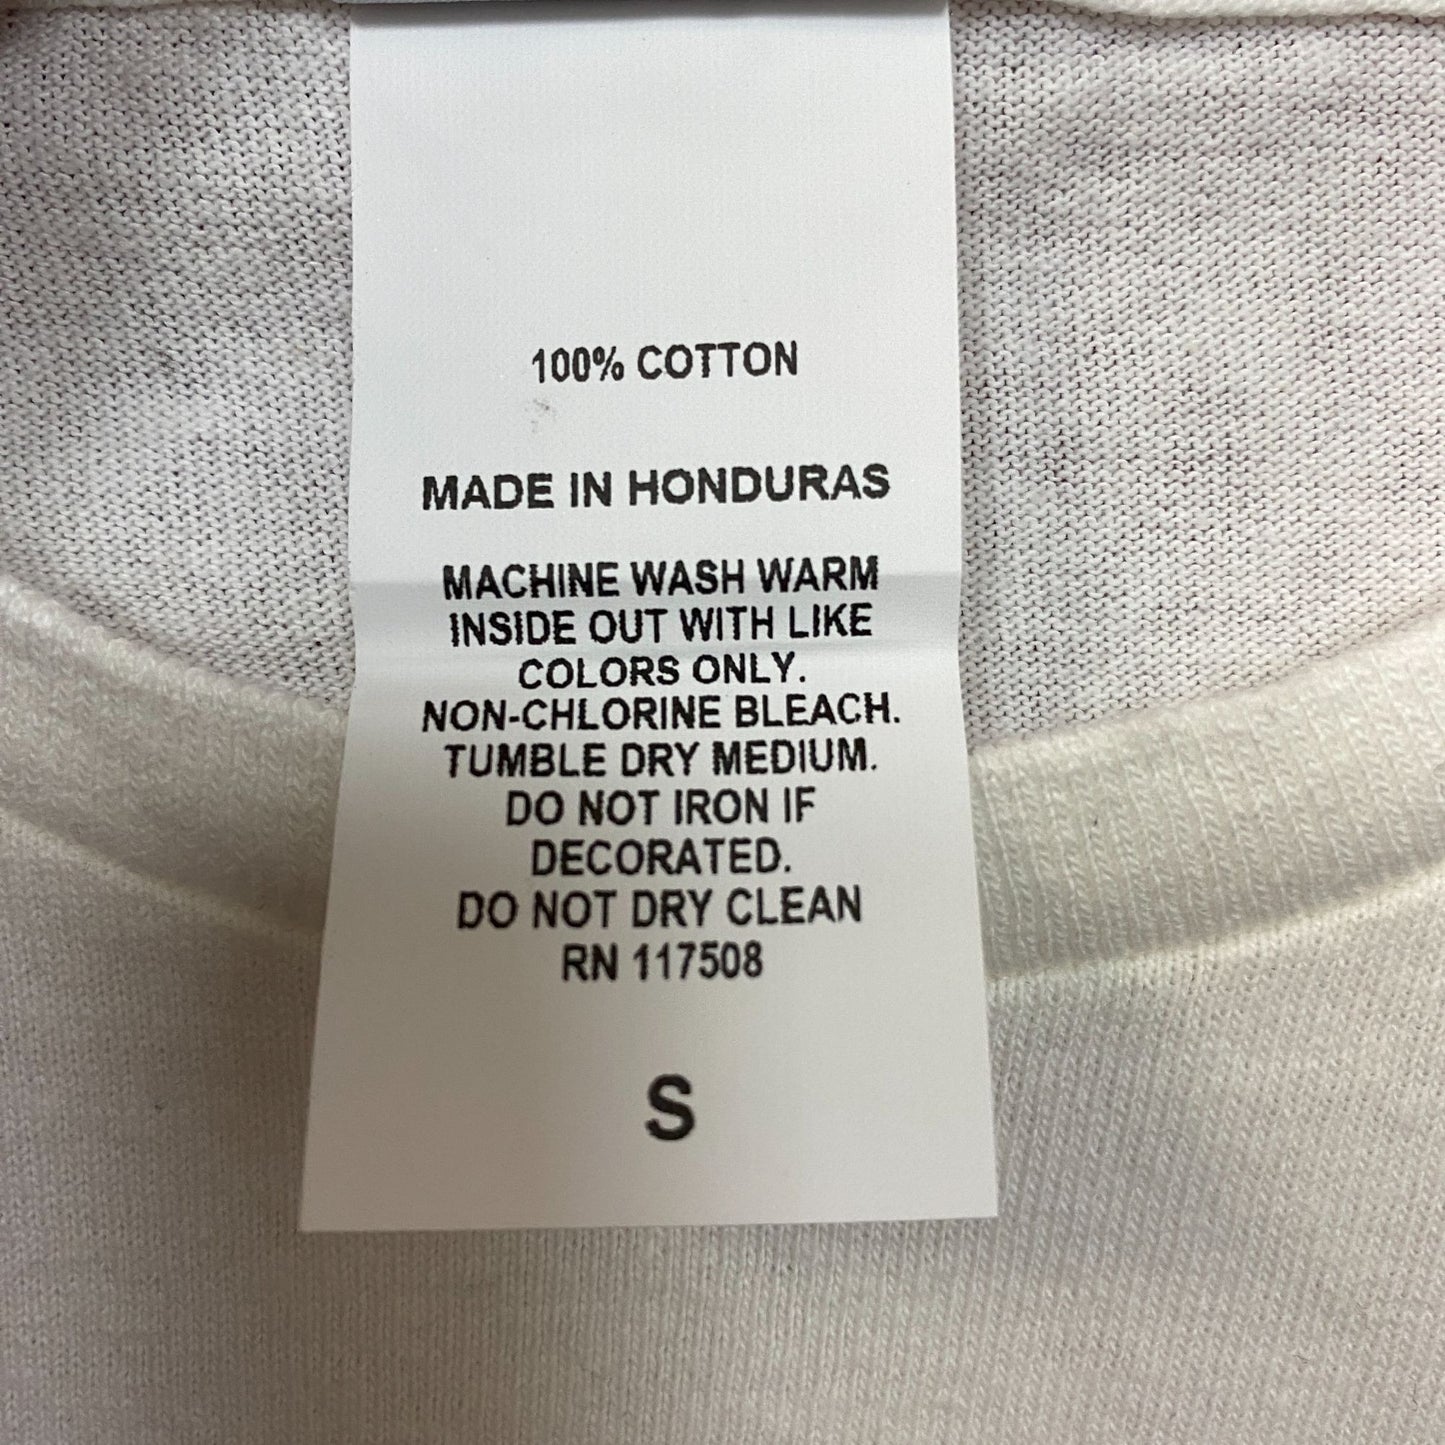 100% COTTON
MADE IN HONDURAS
MACHINE WASH WARM
INSIDE OUT WITH LIKE
COLORS ONLY.
NON-CHLORINE BLEACH.
TUMBLE DRY MEDIUM.
DO NOT IRON IF
DECORATED.
DO NOT DRY CLEAN
RN 117508
S